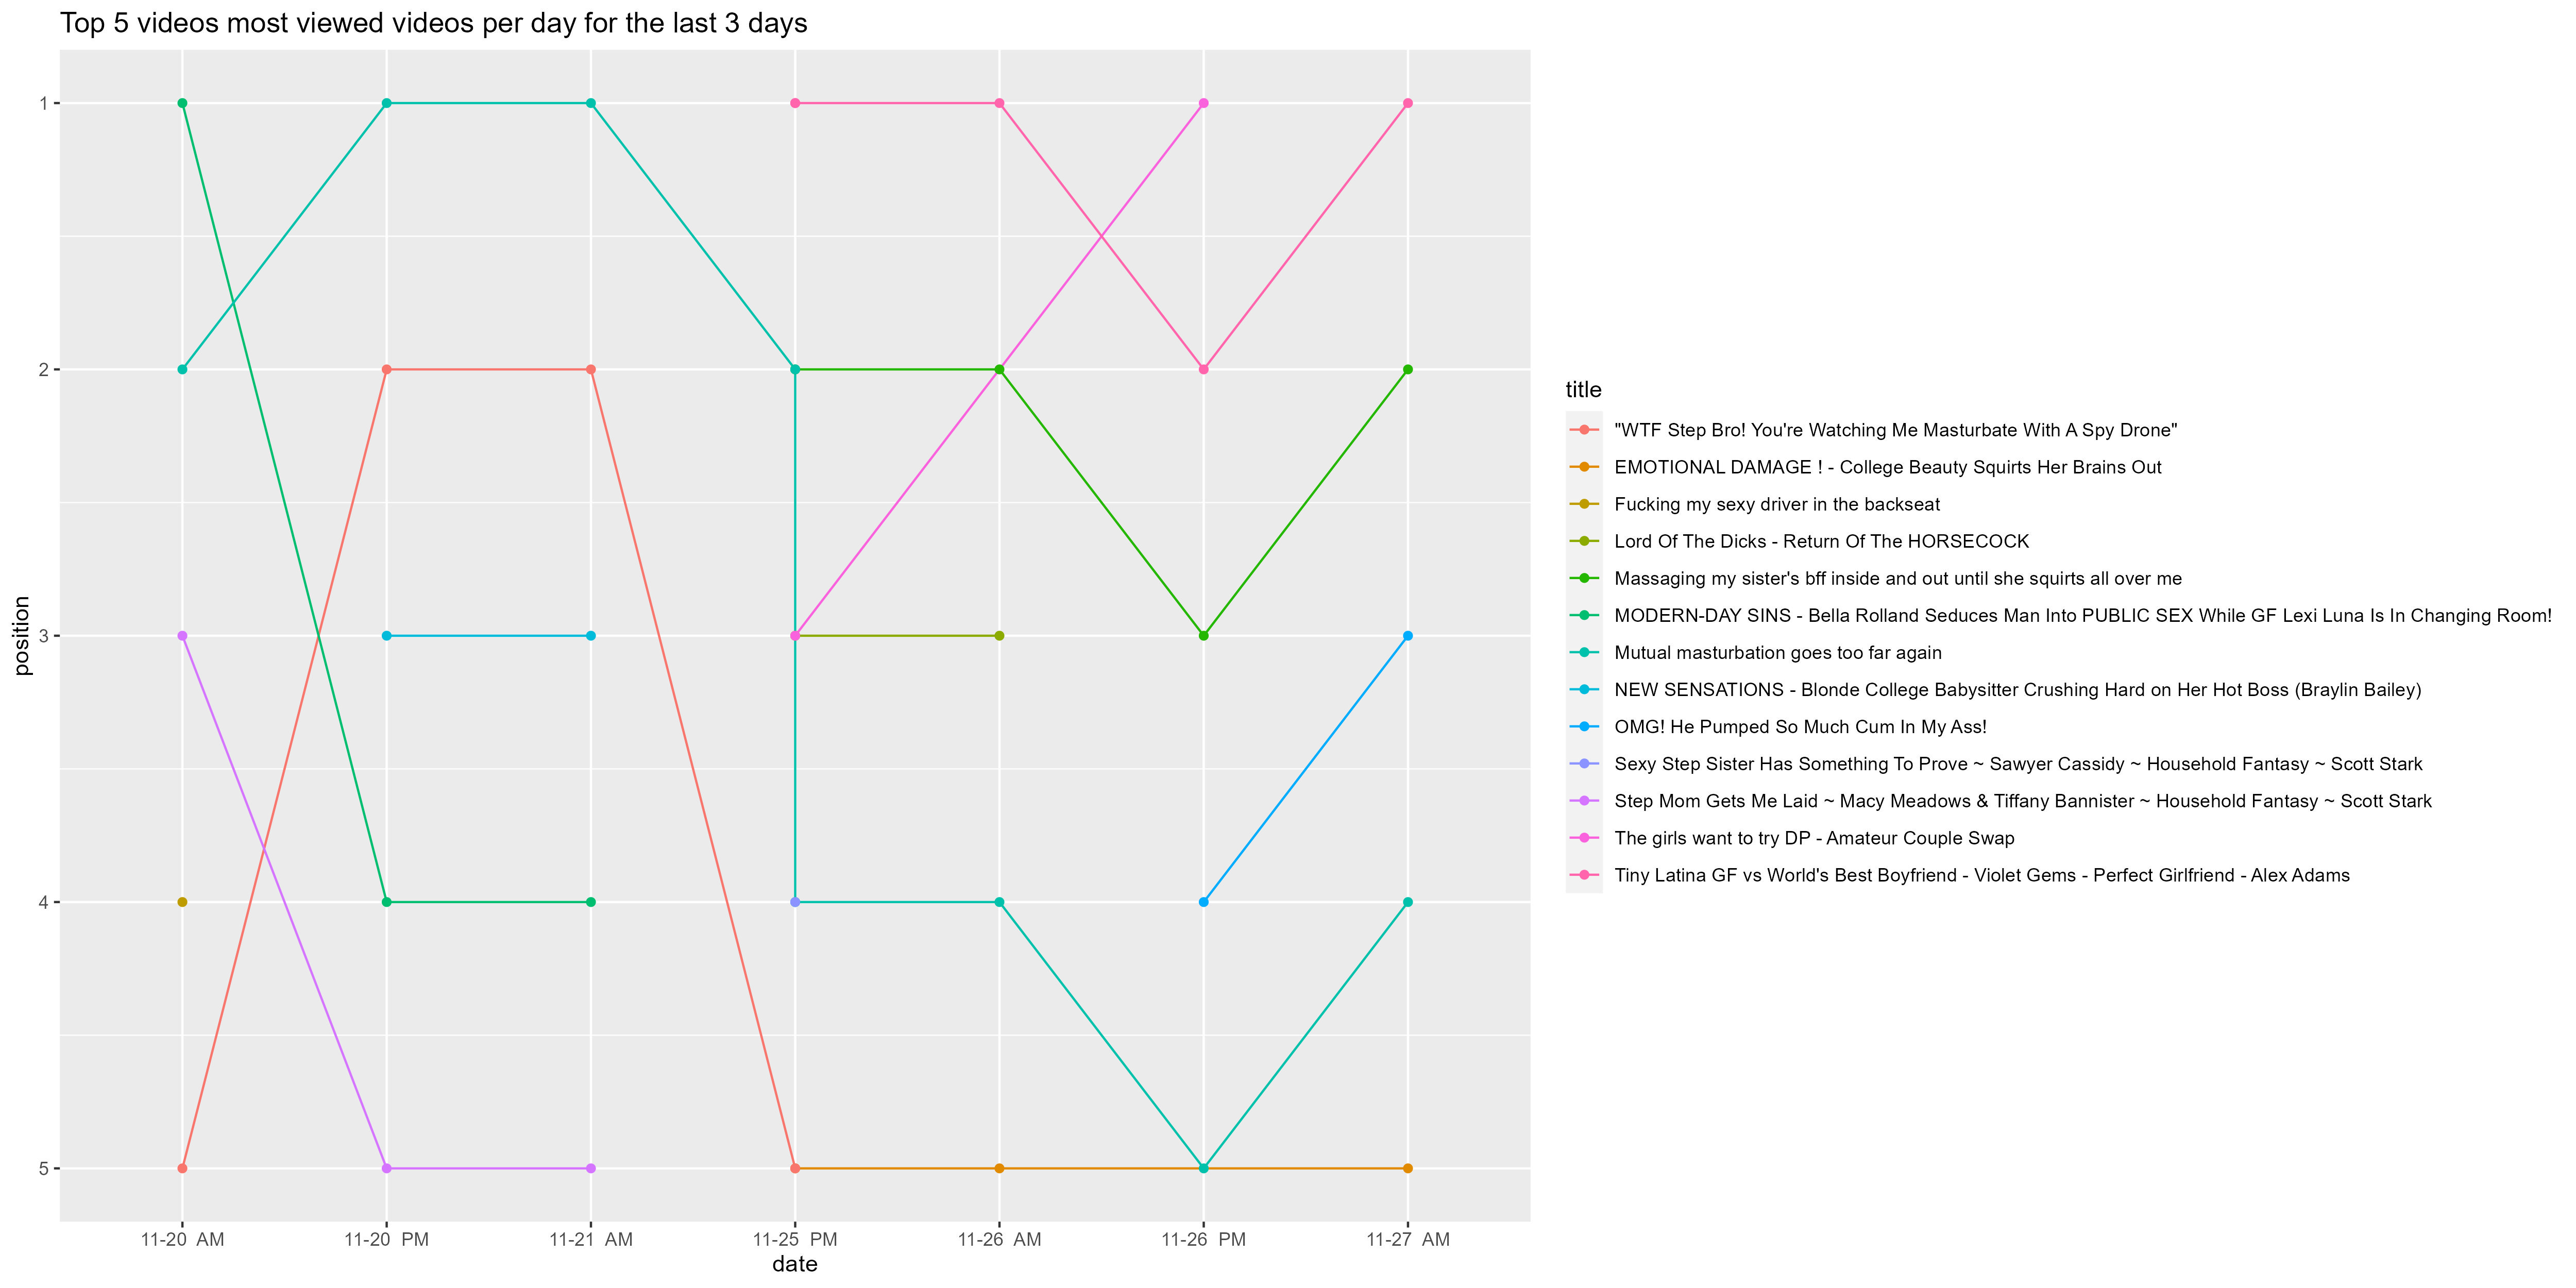 Top 5 videos most viewed videos per day for the last 3 days
position
1
2
3
4
5
11-20 AM
11-20 PM
11-21 AM
11-25 PM
11-26 AM
11-26 PM
11-27 AM
date
title
"WTF Step Bro! You're Watching Me Masturbate With A Spy Drone"
EMOTIONAL DAMAGE ! - College Beauty Squirts Her Brains Out
Fucking my sexy driver in the backseat
Lord Of The Dicks - Return Of The HORSECOCK
Massaging my sister's bff inside and out until she squirts all over me
MODERN-DAY SINS - Bella Rolland Seduces Man Into PUBLIC SEX While GF Lexi Luna Is In Changing Room!
Mutual masturbation goes too far again
NEW SENSATIONS - Blonde College Babysitter Crushing Hard on Her Hot Boss (Braylin Bailey)
OMG! He Pumped So Much Cum In My Ass!
Sexy Step Sister Has Something To Prove ~ Sawyer Cassidy ~ Household Fantasy ~ Scott Stark
Step Mom Gets Me Laid ~ Macy Meadows & Tiffany Bannister ~ Household Fantasy ~ Scott Stark
The girls want to try DP - Amateur Couple Swap
Tiny Latina GF vs World's Best Boyfriend - Violet Gems - Perfect Girlfriend - Alex Adams